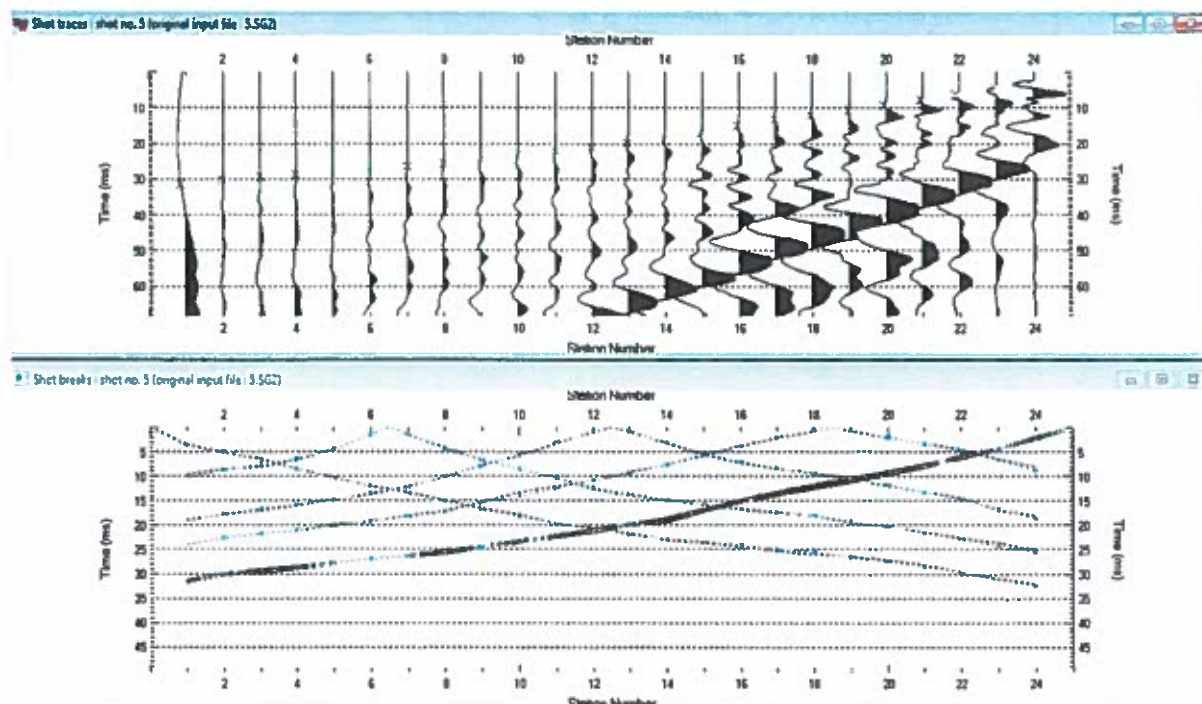 Shot traces : shot no. 5 (original input file : 5.SG2)
Station Number
2 4 6 8 10 12 14 16 18 20 22 24
10 10
20 20
30 30
40 40
50 50
60 60
Time (ms) Time (ms)
2 4 6 8 10 12 14 16 18 20 22 24
Station Number
Shot breaks : shot no. 5 (original input file : 5.SG2)
Station Number
2 4 6 8 10 12 14 16 18 20 22 24
5 5
10 10
15 15
20 20
25 25
30 30
35 35
40 40
45 45
Time (ms) Time (ms)
2 4 6 8 10 12 14 16 18 20 22 24
Station Number